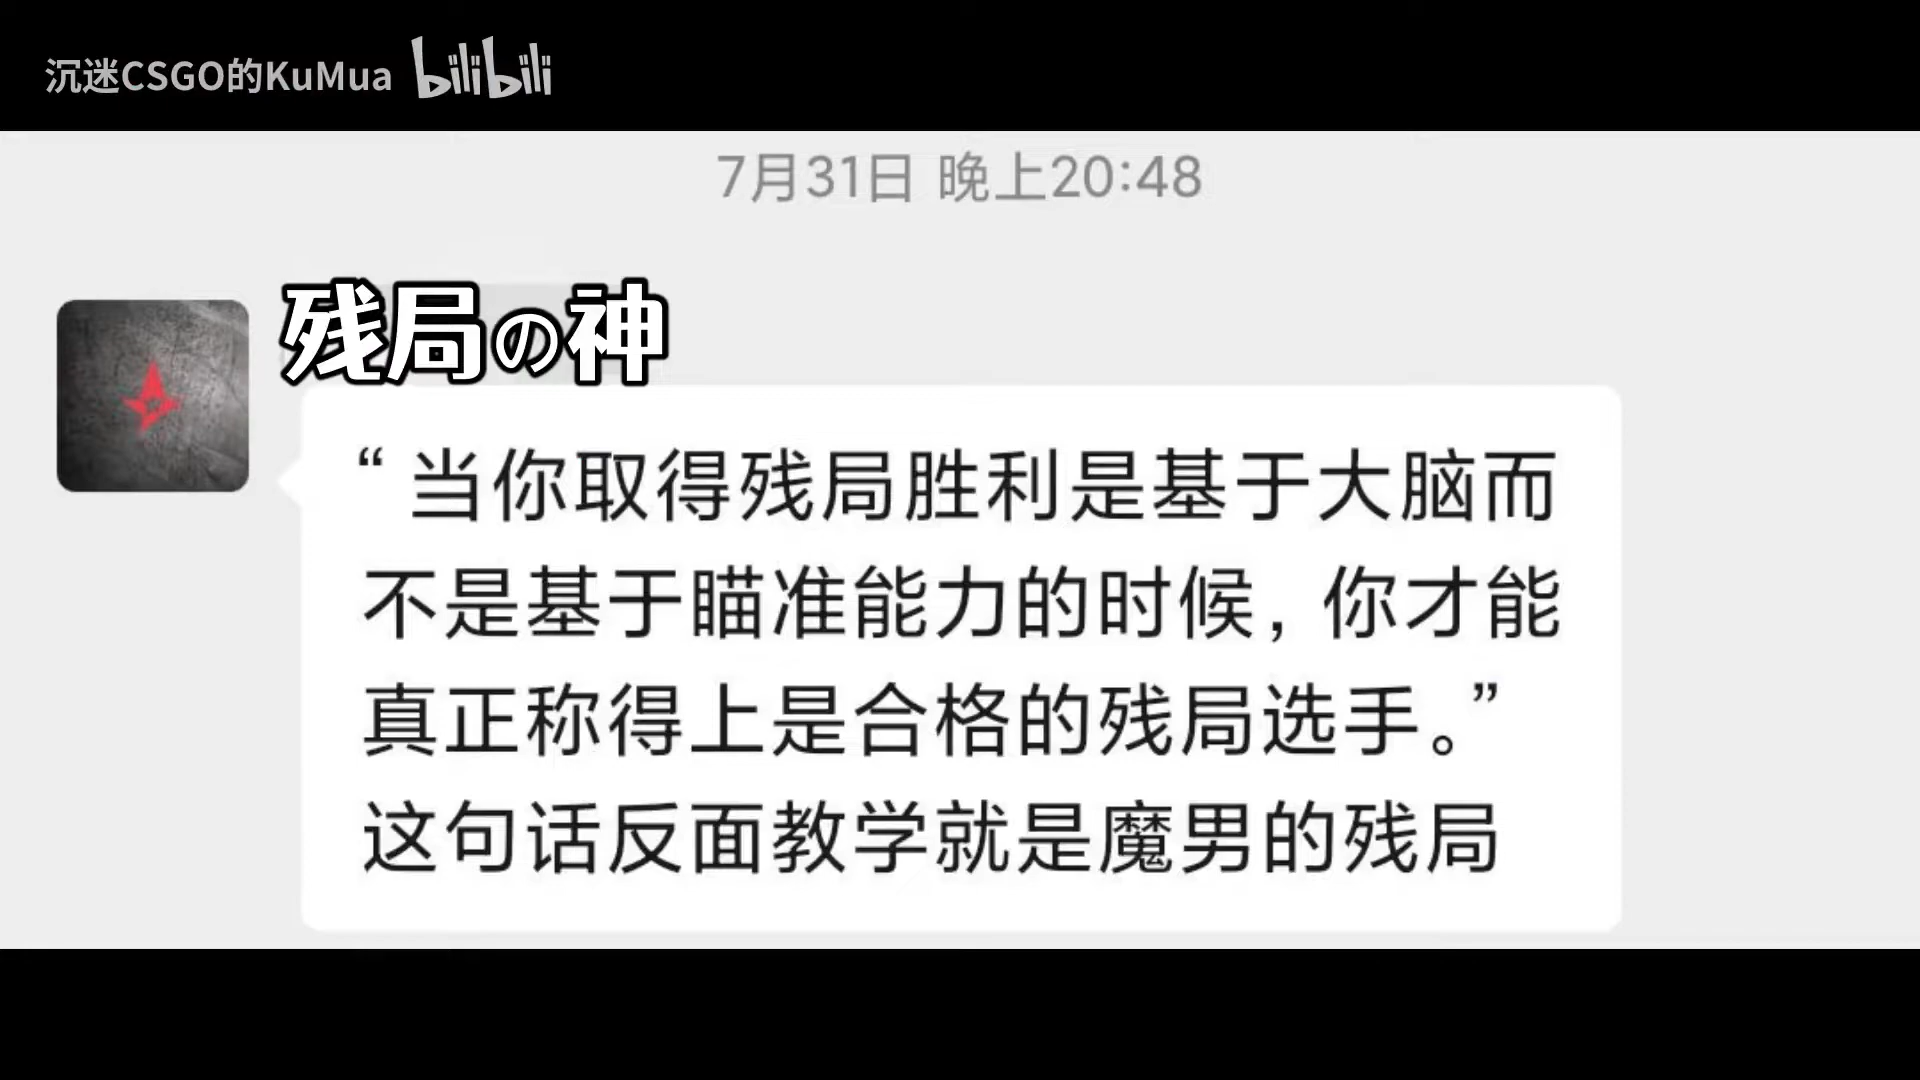 沉迷CSGO的KuMua bilibili
7月31日 晚上20:48
残局の神
“当你取得残局胜利是基于大脑而
不是基于瞄准能力的时候，你才能
真正称得上是合格的残局选手。”
这句话反面教学就是魔男的残局